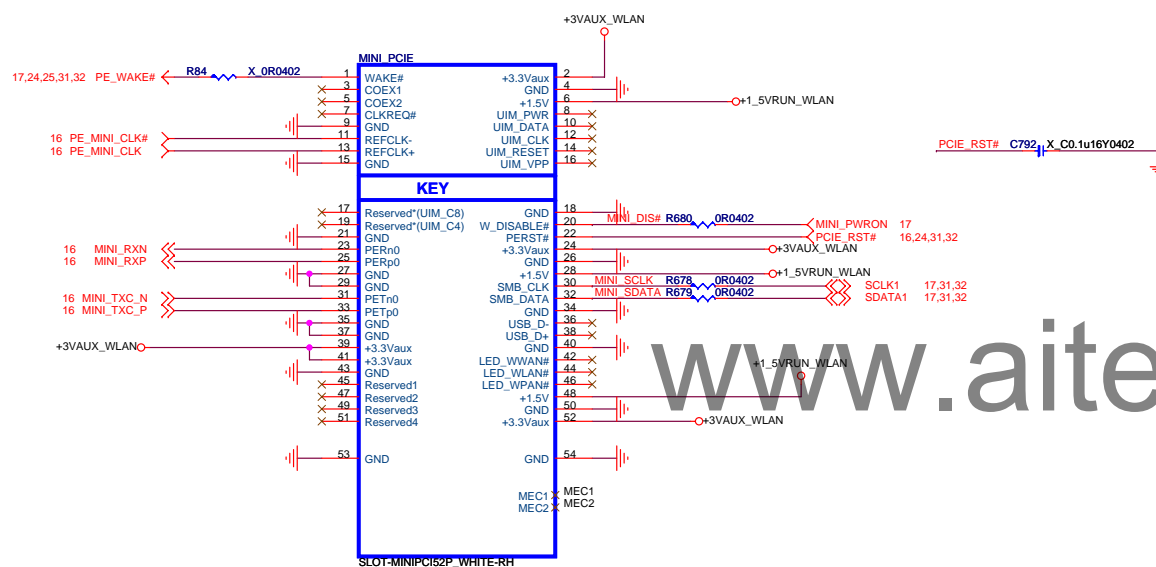 +3VAUX_WLAN
MINI_PCIE
17,24,25,31,32 PE_WAKE# R84 X_0R0402 1 WAKE# +3.3Vaux 2
3 COEX1 GND 4
5 COEX2 +1.5V 6 +1_5VRUN_WLAN
7 CLKREQ# UIM_PWR 8
9 GND UIM_DATA 10
16 PE_MINI_CLK# 11 REFCLK- UIM_CLK 12
16 PE_MINI_CLK 13 REFCLK+ UIM_RESET 14
15 GND UIM_VPP 16
PCIE_RST# C792 X_C0.1u16Y0402
KEY
17 Reserved*(UIM_C8) GND 18
19 Reserved*(UIM_C4) W_DISABLE# 20 MINI_DIS# R680 0R0402 MINI_PWRON 17
21 GND PERST# 22 PCIE_RST# 16,24,31,32
16 MINI_RXN 23 PERn0 +3.3Vaux 24 +3VAUX_WLAN
16 MINI_RXP 25 PERp0 GND 26
27 GND +1.5V 28 +1_5VRUN_WLAN
29 GND SMB_CLK 30 MINI_SCLK R678 0R0402 SCLK1 17,31,32
16 MINI_TXC_N 31 PETn0 SMB_DATA 32 MINI_SDATA R679 0R0402 SDATA1 17,31,32
16 MINI_TXC_P 33 PETp0 GND 34
35 GND USB_D- 36
37 GND USB_D+ 38
+3VAUX_WLAN 39 +3.3Vaux GND 40
41 +3.3Vaux LED_WWAN# 42
43 GND LED_WLAN# 44 +1_5VRUN_WLAN
45 Reserved1 LED_WPAN# 46
47 Reserved2 +1.5V 48
49 Reserved3 GND 50
51 Reserved4 +3.3Vaux 52 +3VAUX_WLAN
53 GND GND 54
MEC1 MEC1
MEC2 MEC2
SLOT-MINIPCI52P_WHITE-RH
www.aite